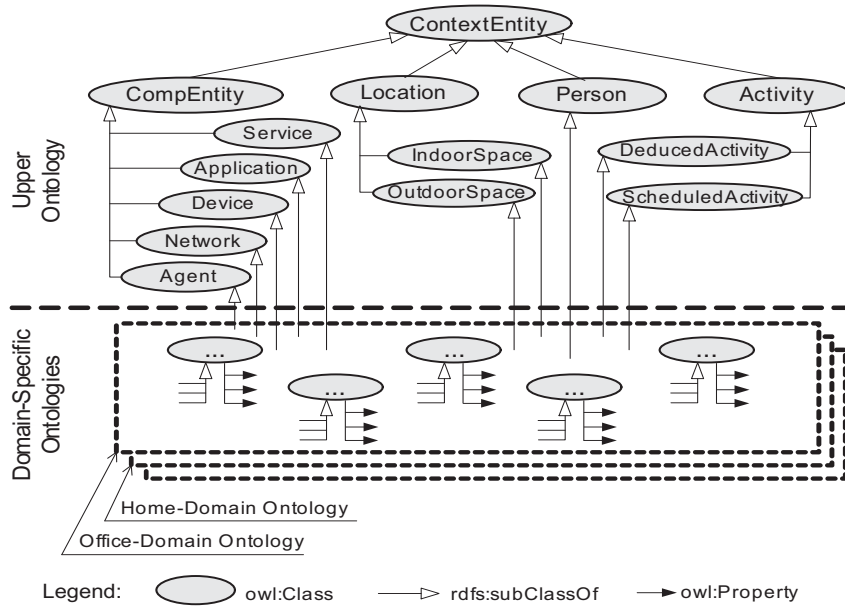 ContextEntity
CompEntity
Location
Person
Activity
Service
Application
Device
Network
Agent
IndoorSpace
OutdoorSpace
DeducedActivity
ScheduledActivity
Upper
Ontology
Domain-Specific
Ontologies
...
...
...
...
...
Home-Domain Ontology
Office-Domain Ontology
Legend:
owl:Class
rdfs:subClassOf
owl:Property